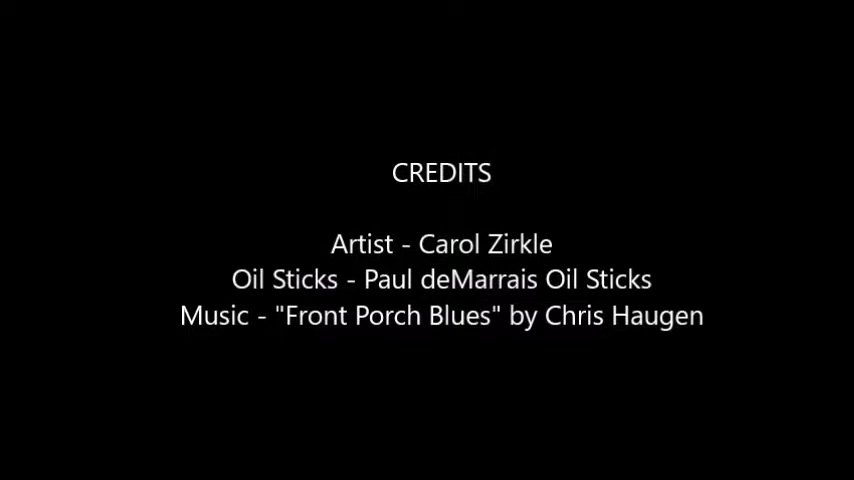 CREDITS
Artist - Carol Zirkle
Oil Sticks - Paul deMarrais Oil Sticks
Music - "Front Porch Blues" by Chris Haugen